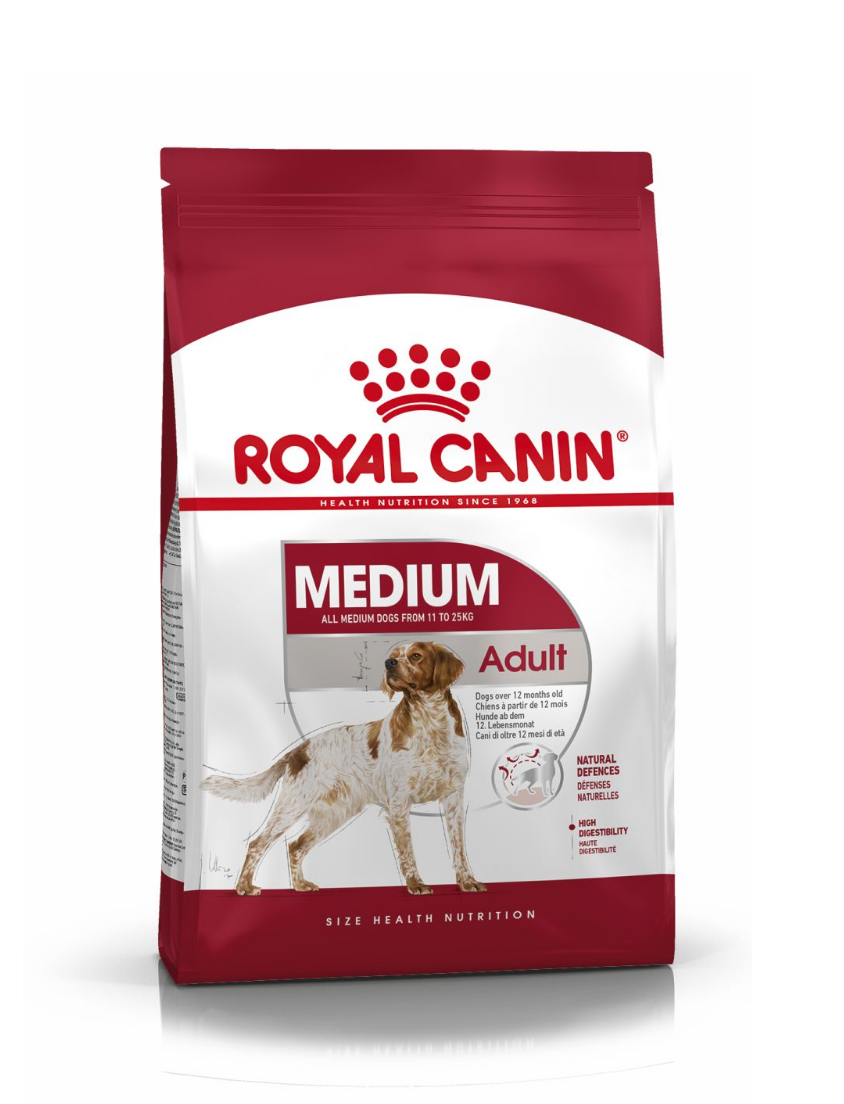 ROYAL CANIN®
HEALTH NUTRITION SINCE 1968
MEDIUM
ALL MEDIUM DOGS FROM 11 TO 25KG
Adult
Dogs over 12 months old
Chiens à partir de 12 mois
Hunde ab dem
12. Lebensmonat
Cani di oltre 12 mesi di età
NATURAL
DEFENCES
DÉFENSES
NATURELLES
HIGH
DIGESTIBILITY
HAUTE
DIGESTIBILITÉ
SIZE HEALTH NUTRITION